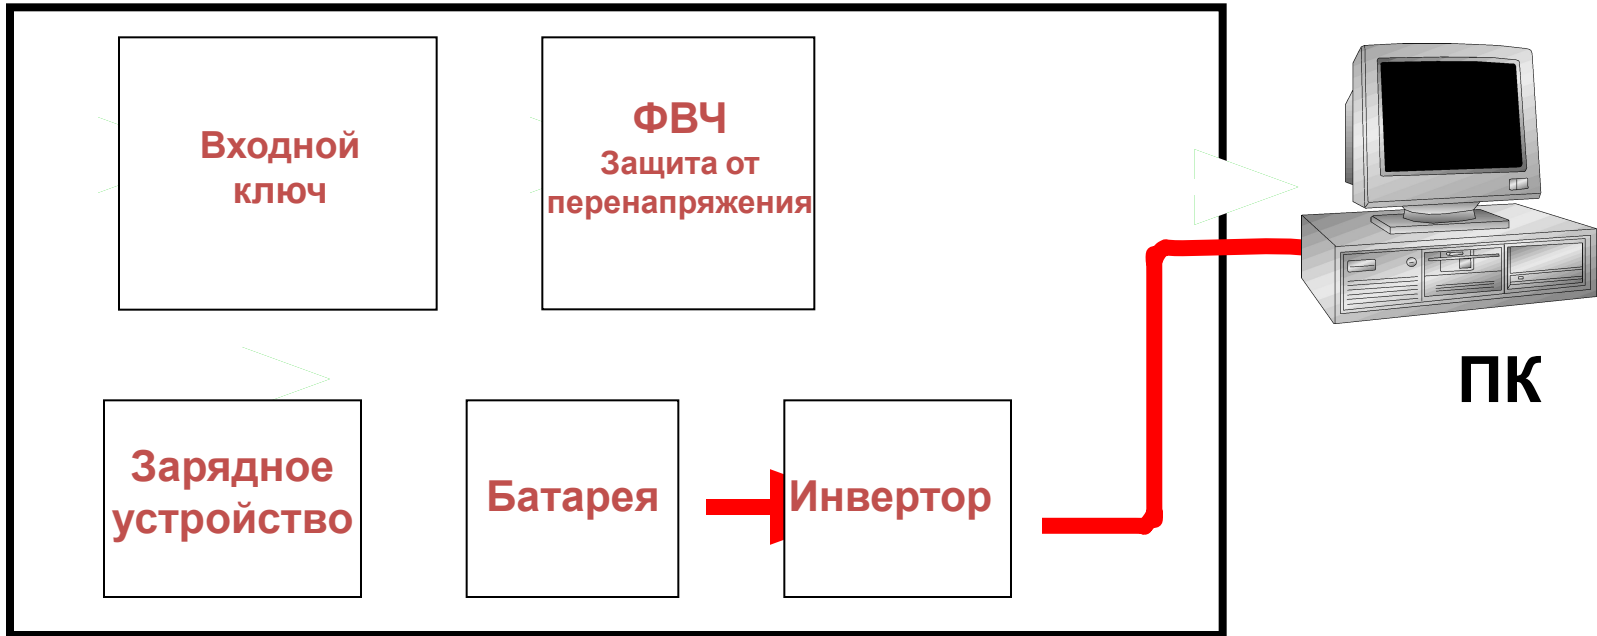 Входной
ключ
ФВЧ
Защита от
перенапряжения
ПК
Зарядное
устройство
Батарея
Инвертор